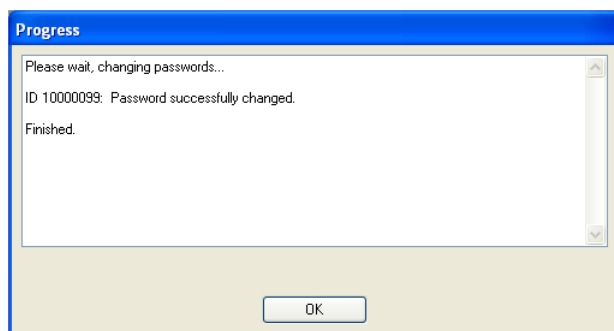 Progress
Please wait, changing passwords...
ID 10000099:  Password successfully changed.
Finished.
OK